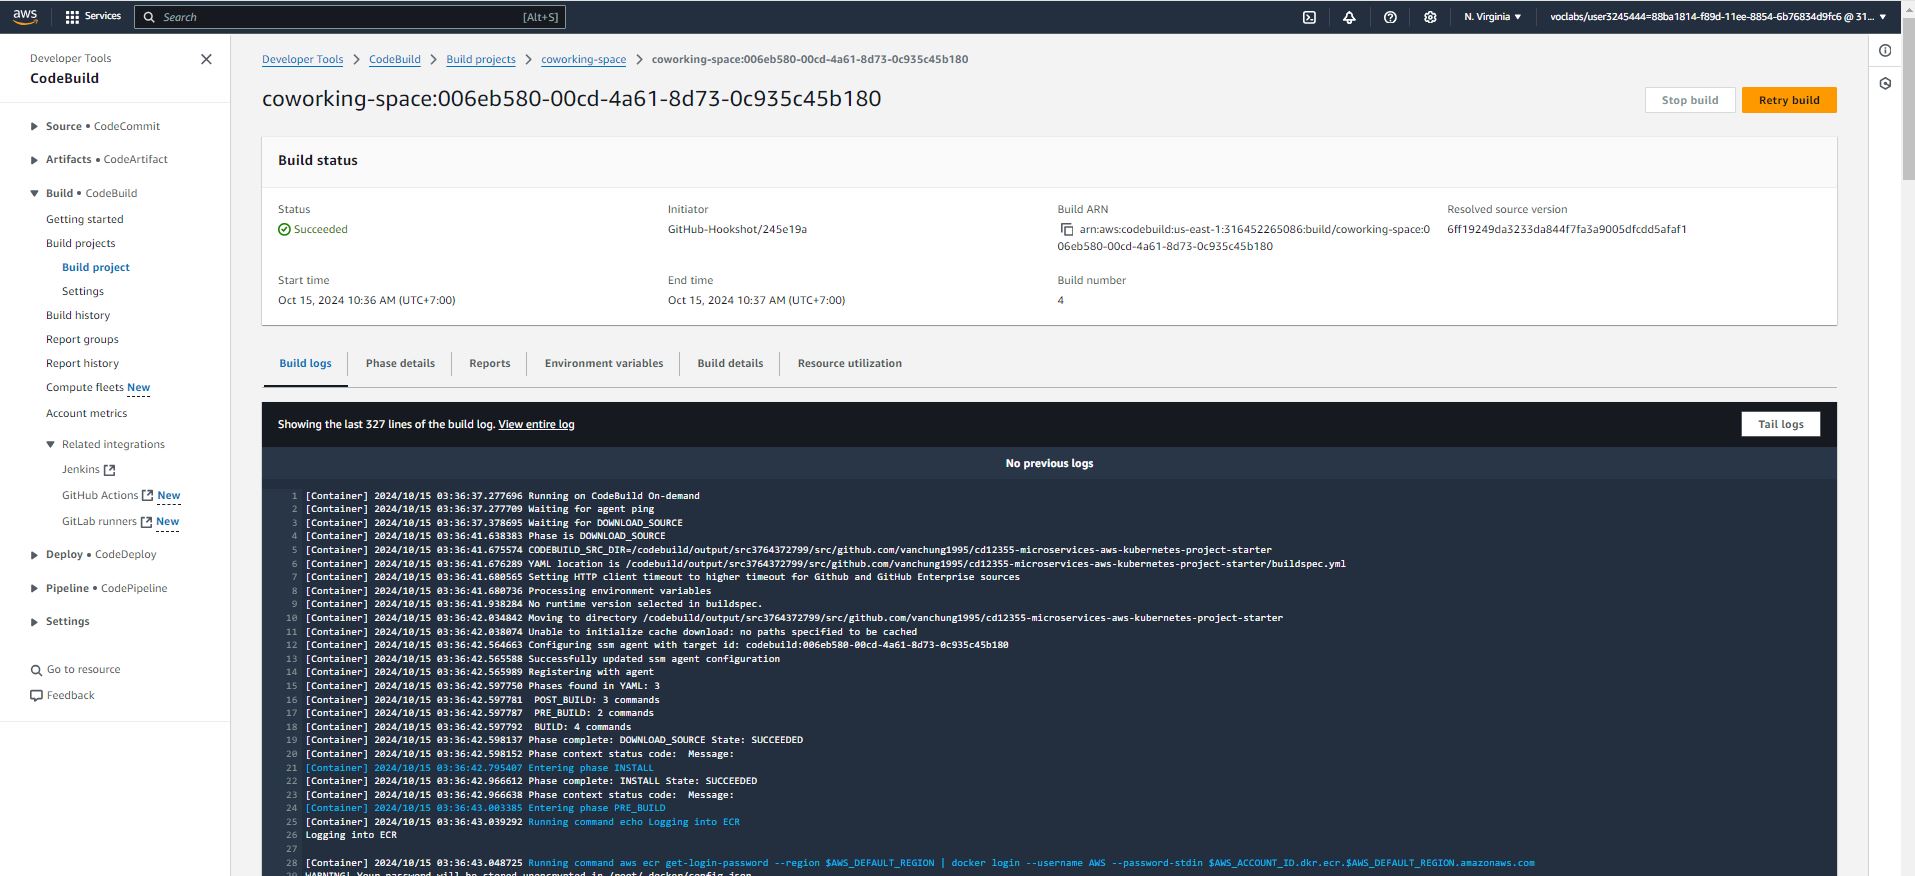 aws
Services
Search
[Alt+S]
N. Virginia ▼
voclabs/user3245444=88ba1814-f89d-11ee-8854-6b76834d9fc6 @ 31... ▼
Developer Tools
CodeBuild
Source • CodeCommit
Artifacts • CodeArtifact
Build • CodeBuild
Getting started
Build projects
Build project
Settings
Build history
Report groups
Report history
Compute fleets New
Account metrics
Related integrations
Jenkins
GitHub Actions New
GitLab runners New
Deploy • CodeDeploy
Pipeline • CodePipeline
Settings
Go to resource
Feedback
Developer Tools > CodeBuild > Build projects > coworking-space > coworking-space:006eb580-00cd-4a61-8d73-0c935c45b180
coworking-space:006eb580-00cd-4a61-8d73-0c935c45b180
Stop build
Retry build
Build status
Status
Succeeded
Initiator
GitHub-Hookshot/245e19a
Build ARN
arn:aws:codebuild:us-east-1:316452265086:build/coworking-space:0
06eb580-00cd-4a61-8d73-0c935c45b180
Resolved source version
6ff19249da3233da844f7fa3a9005dfcdd5afaf1
Start time
Oct 15, 2024 10:36 AM (UTC+7:00)
End time
Oct 15, 2024 10:37 AM (UTC+7:00)
Build number
4
Build logs
Phase details
Reports
Environment variables
Build details
Resource utilization
Showing the last 327 lines of the build log. View entire log
Tail logs
No previous logs
1 [Container] 2024/10/15 03:36:37.277696 Running on CodeBuild On-demand
2 [Container] 2024/10/15 03:36:37.277709 Waiting for agent ping
3 [Container] 2024/10/15 03:36:37.378695 Waiting for DOWNLOAD_SOURCE
4 [Container] 2024/10/15 03:36:41.638383 Phase is DOWNLOAD_SOURCE
5 [Container] 2024/10/15 03:36:41.675574 CODEBUILD_SRC_DIR=/codebuild/output/src3764372799/src/github.com/vanchung1995/cd12355-microservices-aws-kubernetes-project-starter
6 [Container] 2024/10/15 03:36:41.676289 YAML location is /codebuild/output/src3764372799/src/github.com/vanchung1995/cd12355-microservices-aws-kubernetes-project-starter/buildspec.yml
7 [Container] 2024/10/15 03:36:41.680565 Setting HTTP client timeout to higher timeout for Github and GitHub Enterprise sources
8 [Container] 2024/10/15 03:36:41.680736 Processing environment variables
9 [Container] 2024/10/15 03:36:41.938284 No runtime version selected in buildspec.
10 [Container] 2024/10/15 03:36:42.034842 Moving to directory /codebuild/output/src3764372799/src/github.com/vanchung1995/cd12355-microservices-aws-kubernetes-project-starter
11 [Container] 2024/10/15 03:36:42.038074 Unable to initialize cache download: no paths specified to be cached
12 [Container] 2024/10/15 03:36:42.564663 Configuring ssm agent with target id: codebuild:006eb580-00cd-4a61-8d73-0c935c45b180
13 [Container] 2024/10/15 03:36:42.565588 Successfully updated ssm agent configuration
14 [Container] 2024/10/15 03:36:42.565989 Registering with agent
15 [Container] 2024/10/15 03:36:42.597750 Phases found in YAML: 3
16 [Container] 2024/10/15 03:36:42.597781 POST_BUILD: 3 commands
17 [Container] 2024/10/15 03:36:42.597787 PRE_BUILD: 2 commands
18 [Container] 2024/10/15 03:36:42.597792 BUILD: 4 commands
19 [Container] 2024/10/15 03:36:42.598137 Phase complete: DOWNLOAD_SOURCE State: SUCCEEDED
20 [Container] 2024/10/15 03:36:42.598152 Phase context status code: Message:
21 [Container] 2024/10/15 03:36:42.795407 Entering phase INSTALL
22 [Container] 2024/10/15 03:36:42.966612 Phase complete: INSTALL State: SUCCEEDED
23 [Container] 2024/10/15 03:36:42.966638 Phase context status code: Message:
24 [Container] 2024/10/15 03:36:43.003385 Entering phase PRE_BUILD
25 [Container] 2024/10/15 03:36:43.039292 Running command echo Logging into ECR
26 Logging into ECR
27
28 [Container] 2024/10/15 03:36:43.048725 Running command aws ecr get-login-password --region $AWS_DEFAULT_REGION | docker login --username AWS --password-stdin $AWS_ACCOUNT_ID.dkr.ecr.$AWS_DEFAULT_REGION.amazonaws.com
29 WARNING! Your password will be stored unencrypted in /root/.docker/config.json